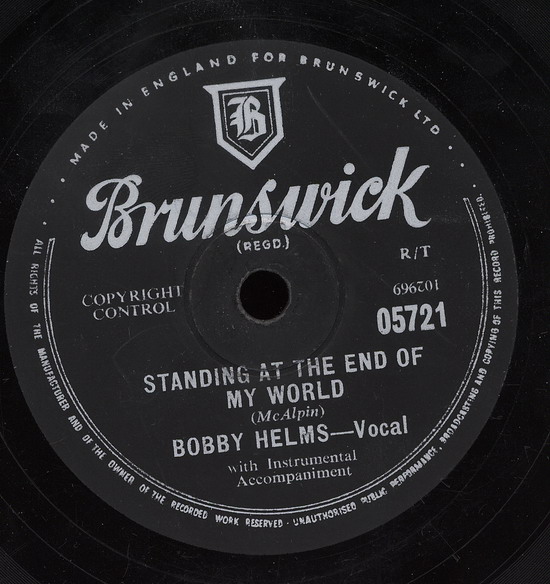 MADE IN ENGLAND FOR BRUNSWICK LTD
B
Brunswick
(REGD.)
R/T
COPYRIGHT
CONTROL
696701
05721
STANDING AT THE END OF
MY WORLD
(McAlpin)
BOBBY HELMS—Vocal
with Instrumental
Accompaniment
ALL RIGHTS OF THE MANUFACTURER AND OF THE OWNER OF THE RECORDED WORK RESERVED · UNAUTHORISED PUBLIC PERFORMANCE, BROADCASTING AND COPYING OF THIS RECORD PROHIBITED.